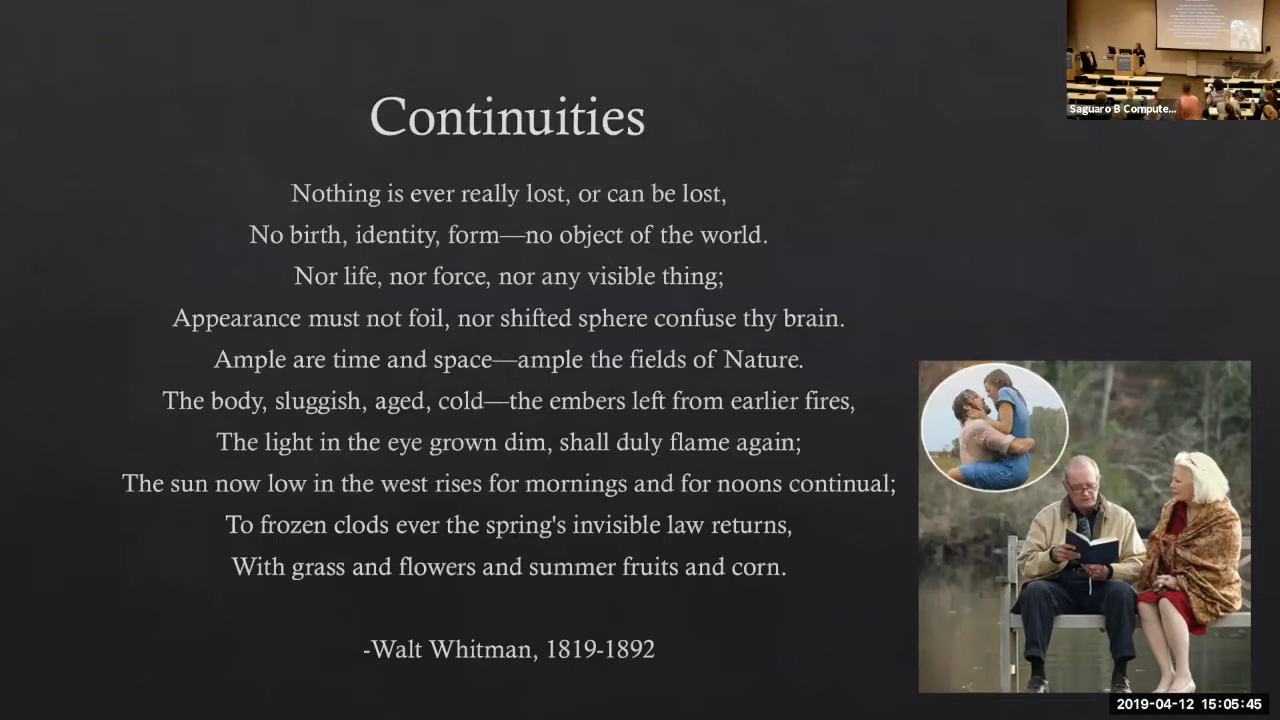 Continuities
Nothing is ever really lost, or can be lost,
No birth, identity, form—no object of the world.
Nor life, nor force, nor any visible thing;
Appearance must not foil, nor shifted sphere confuse thy brain.
Ample are time and space—ample the fields of Nature.
The body, sluggish, aged, cold—the embers left from earlier fires,
The light in the eye grown dim, shall duly flame again;
The sun now low in the west rises for mornings and for noons continual;
To frozen clods ever the spring's invisible law returns,
With grass and flowers and summer fruits and corn.
-Walt Whitman, 1819-1892
Saguaro B Compute...
2019-04-12 15:05:45